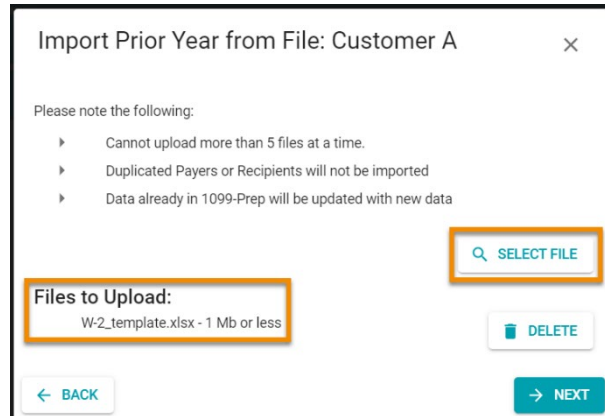 Import Prior Year from File: Customer A
Please note the following:
Cannot upload more than 5 files at a time.
Duplicated Payers or Recipients will not be imported
Data already in 1099-Prep will be updated with new data
SELECT FILE
Files to Upload:
W-2_template.xlsx - 1 Mb or less
DELETE
BACK
NEXT